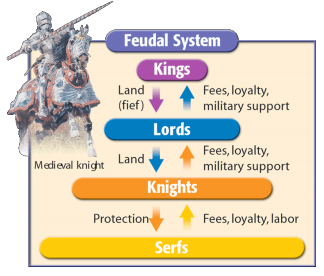 Feudal System
Kings
Land
(fief)
Fees, loyalty,
military support
Lords
Medieval knight
Land
Fees, loyalty,
military support
Knights
Protection
Fees, loyalty, labor
Serfs